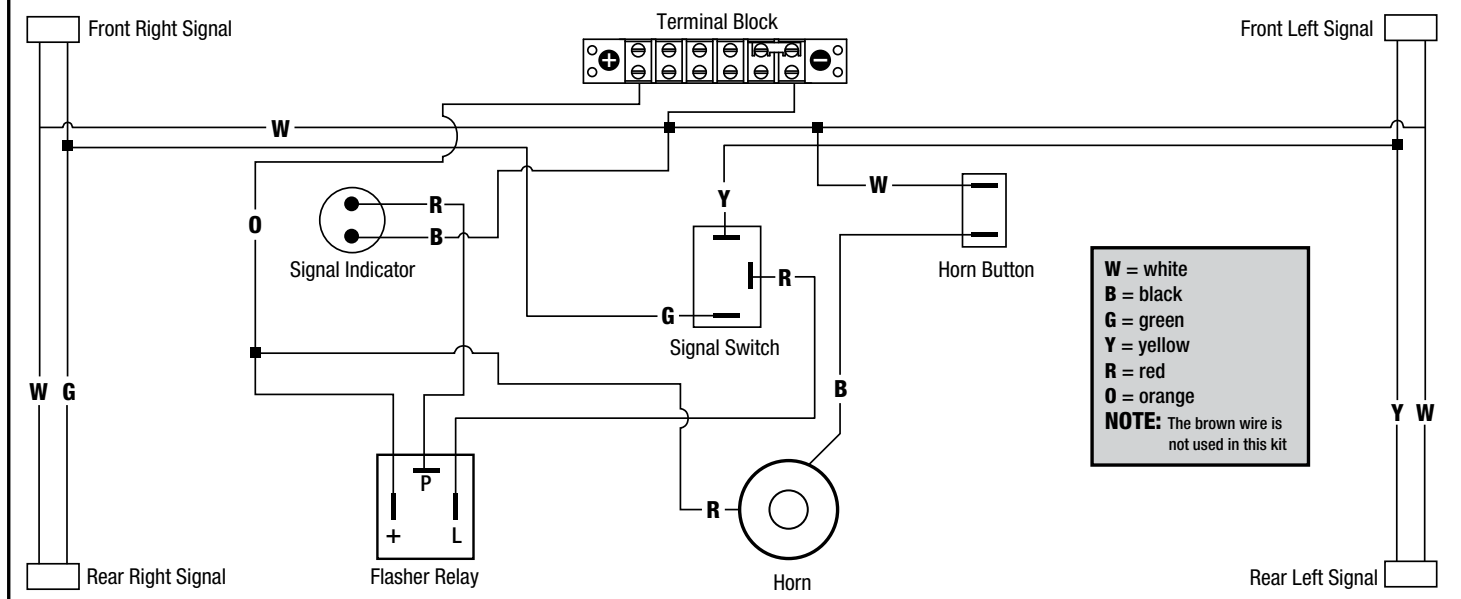 Terminal Block
Front Right Signal
Front Left Signal
+
−
W
W
Y
R
O
B
Signal Indicator
Horn Button
R
G
Signal Switch
W = white
B = black
G = green
Y = yellow
R = red
O = orange
NOTE: The brown wire is
not used in this kit
W G
B
Y W
P
+ L
R
Flasher Relay
Horn
Rear Right Signal
Rear Left Signal